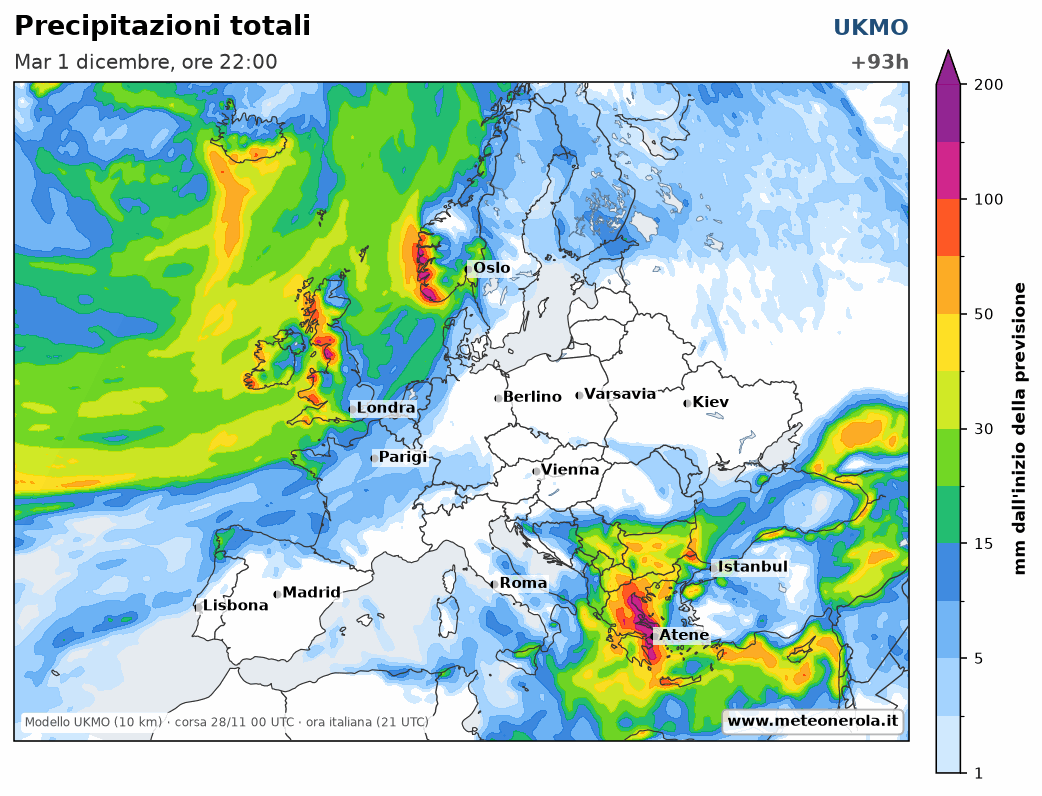 Precipitazioni totali
UKMO
Mar 1 dicembre, ore 22:00
+93h
200
100
50
30
15
5
1
mm dall'inizio della previsione
Oslo
Londra
Berlino
Varsavia
Kiev
Parigi
Vienna
Istanbul
Roma
Madrid
Lisbona
Atene
Modello UKMO (10 km) · corsa 28/11 00 UTC · ora italiana (21 UTC)
www.meteonerola.it